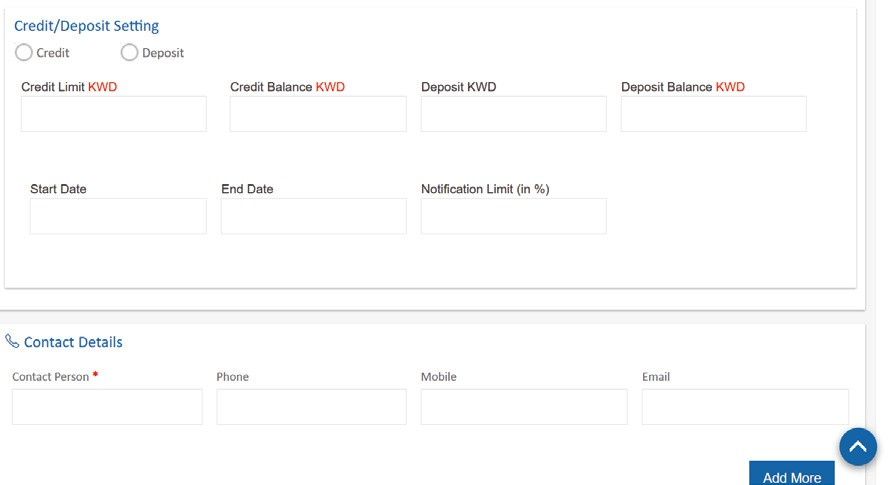 Credit/Deposit Setting
Credit Deposit
Credit Limit KWD Credit Balance KWD Deposit KWD Deposit Balance KWD
Start Date End Date Notification Limit (in %)
Contact Details
Contact Person * Phone Mobile Email
Add More